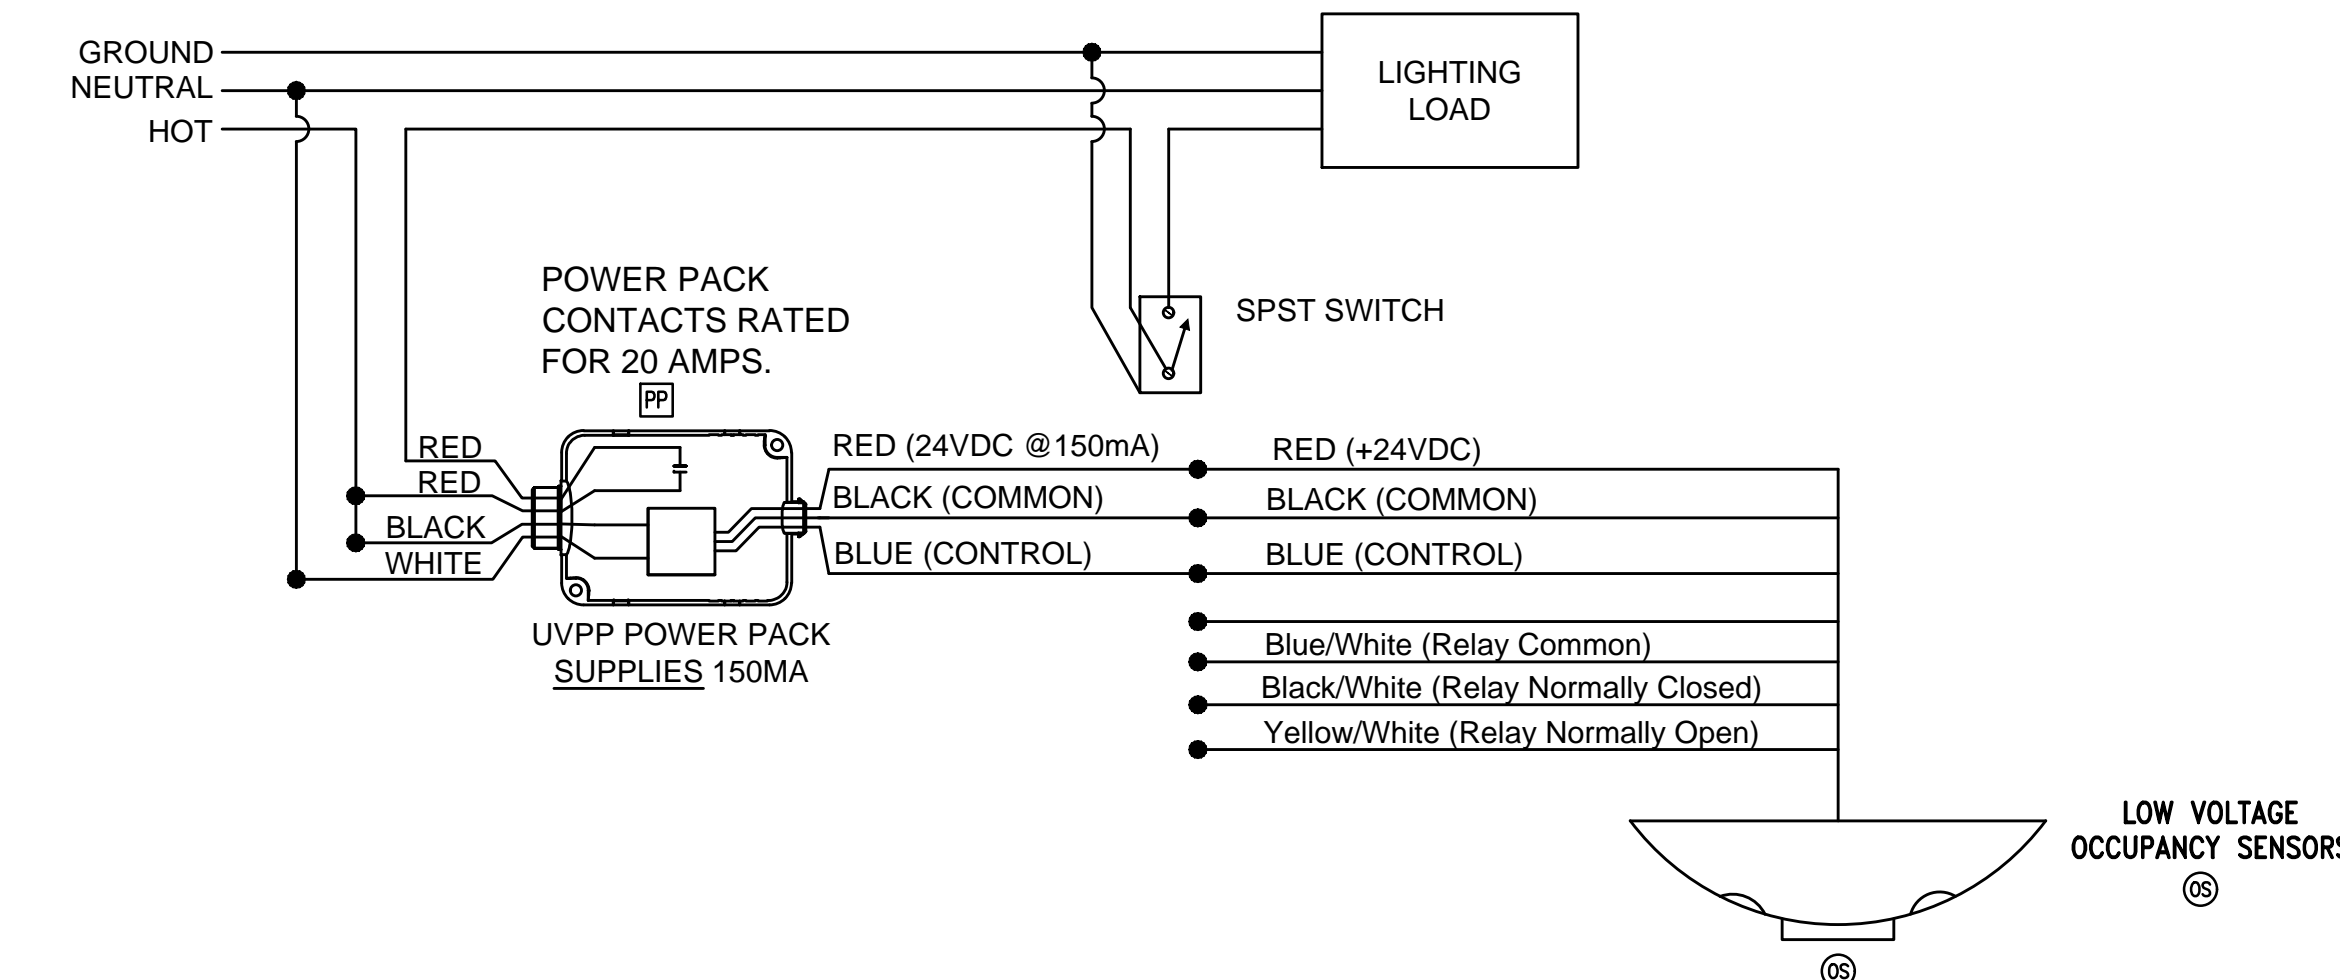 GROUND
NEUTRAL
HOT
LIGHTING
LOAD
POWER PACK
CONTACTS RATED
FOR 20 AMPS.
PP
SPST SWITCH
RED
RED
BLACK
WHITE
RED (24VDC @150mA)
BLACK (COMMON)
BLUE (CONTROL)
RED (+24VDC)
BLACK (COMMON)
BLUE (CONTROL)
UVPP POWER PACK
SUPPLIES 150MA
Blue/White (Relay Common)
Black/White (Relay Normally Closed)
Yellow/White (Relay Normally Open)
LOW VOLTAGE
OCCUPANCY SENSORS
OS
OS